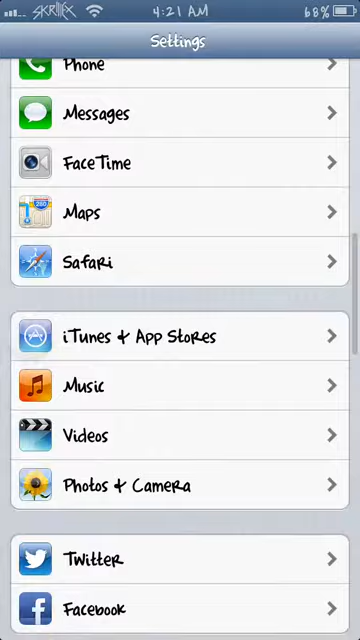 SKRILLEX 4:21 AM 68%
Settings
Phone
Messages
280
FaceTime
Maps
Safari
iTunes & App Stores
Music
Videos
Photos & Camera
Twitter
Facebook